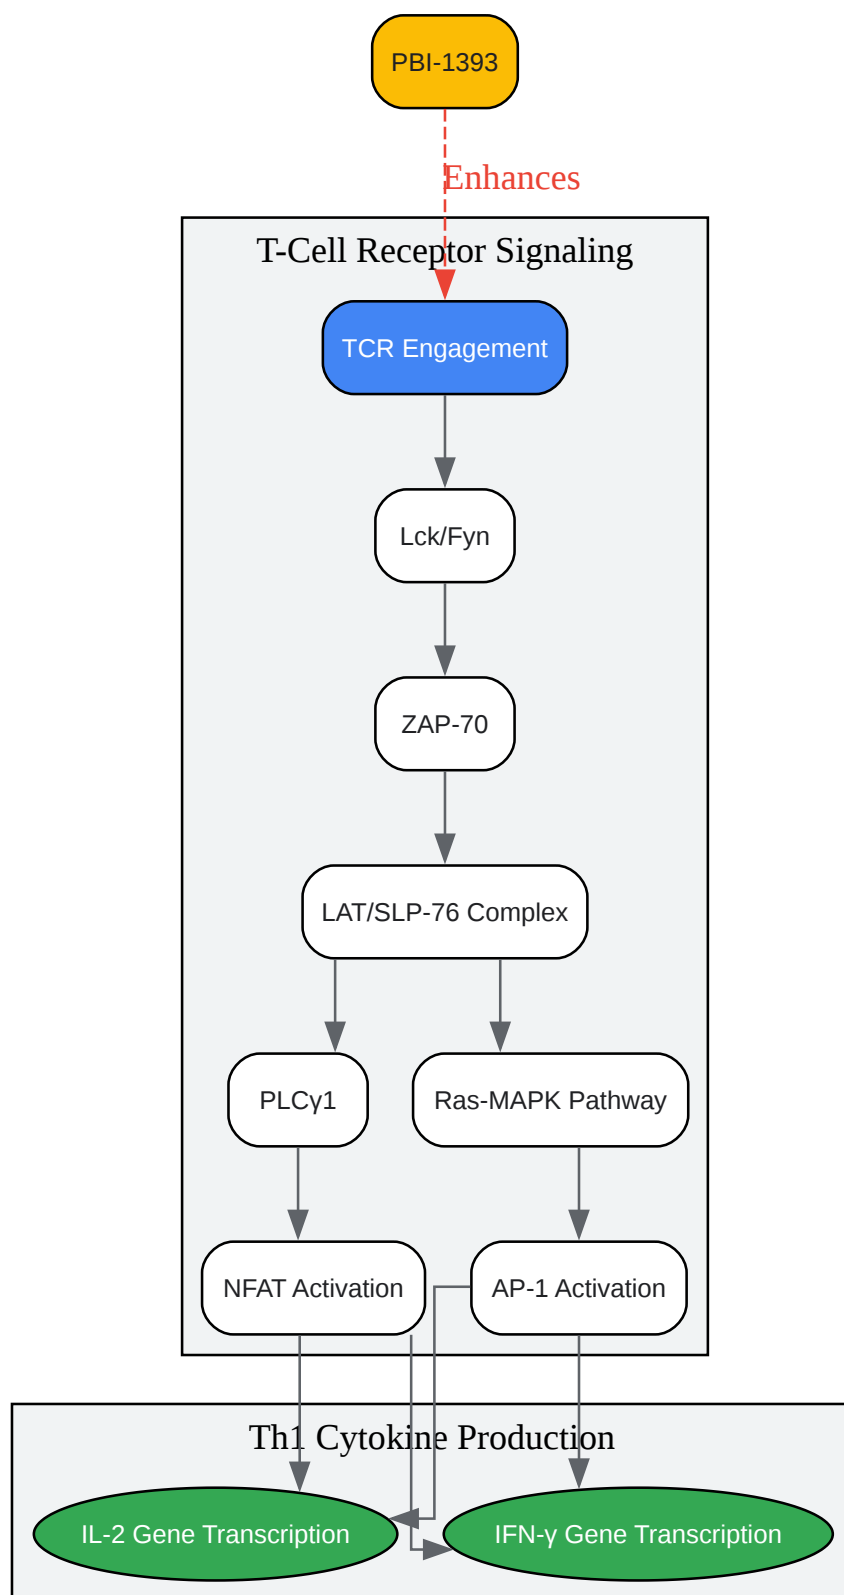 PBI-1393
Enhances
T-Cell Receptor Signaling
TCR Engagement
Lck/Fyn
ZAP-70
LAT/SLP-76 Complex
PLCγ1
Ras-MAPK Pathway
NFAT Activation
AP-1 Activation
Th1 Cytokine Production
IL-2 Gene Transcription
IFN-γ Gene Transcription